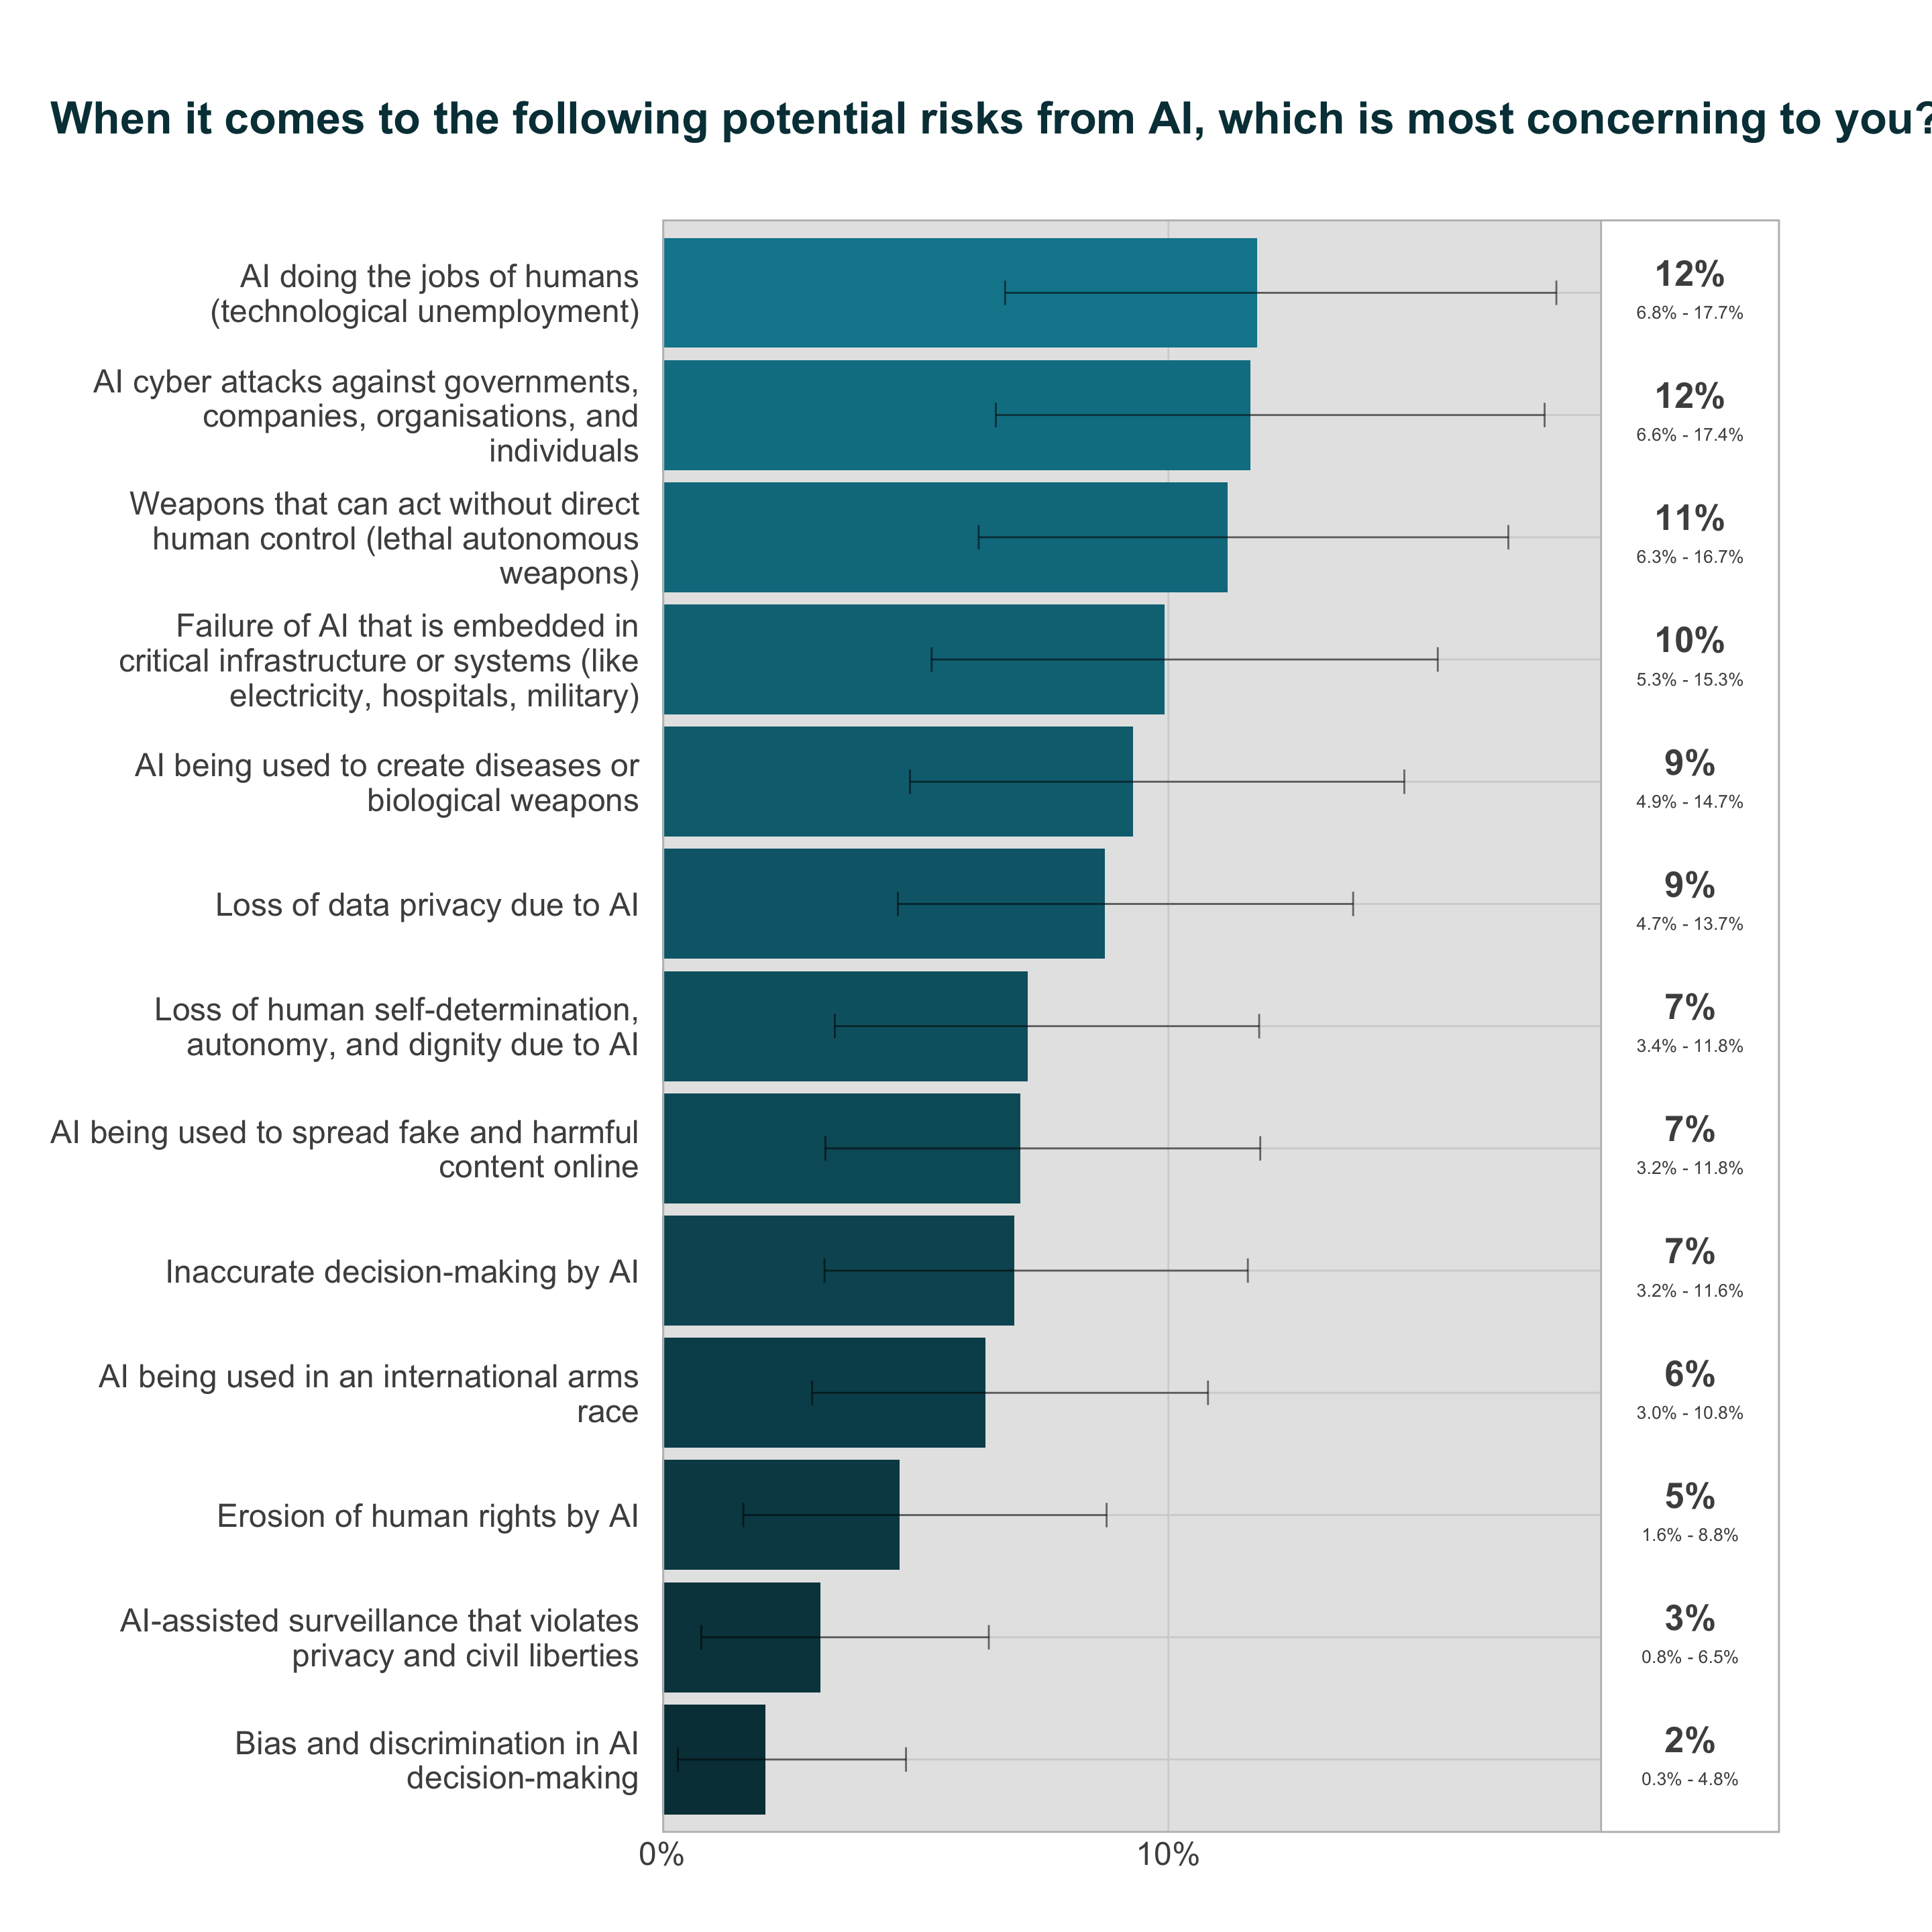 When it comes to the following potential risks from AI, which is most concerning to you?
AI doing the jobs of humans
(technological unemployment)
12%
6.8% - 17.7%
AI cyber attacks against governments,
companies, organisations, and
individuals
12%
6.6% - 17.4%
Weapons that can act without direct
human control (lethal autonomous
weapons)
11%
6.3% - 16.7%
Failure of AI that is embedded in
critical infrastructure or systems (like
electricity, hospitals, military)
10%
5.3% - 15.3%
AI being used to create diseases or
biological weapons
9%
4.9% - 14.7%
Loss of data privacy due to AI
9%
4.7% - 13.7%
Loss of human self-determination,
autonomy, and dignity due to AI
7%
3.4% - 11.8%
AI being used to spread fake and harmful
content online
7%
3.2% - 11.8%
Inaccurate decision-making by AI
7%
3.2% - 11.6%
AI being used in an international arms
race
6%
3.0% - 10.8%
Erosion of human rights by AI
5%
1.6% - 8.8%
AI-assisted surveillance that violates
privacy and civil liberties
3%
0.8% - 6.5%
Bias and discrimination in AI
decision-making
2%
0.3% - 4.8%
0%
10%